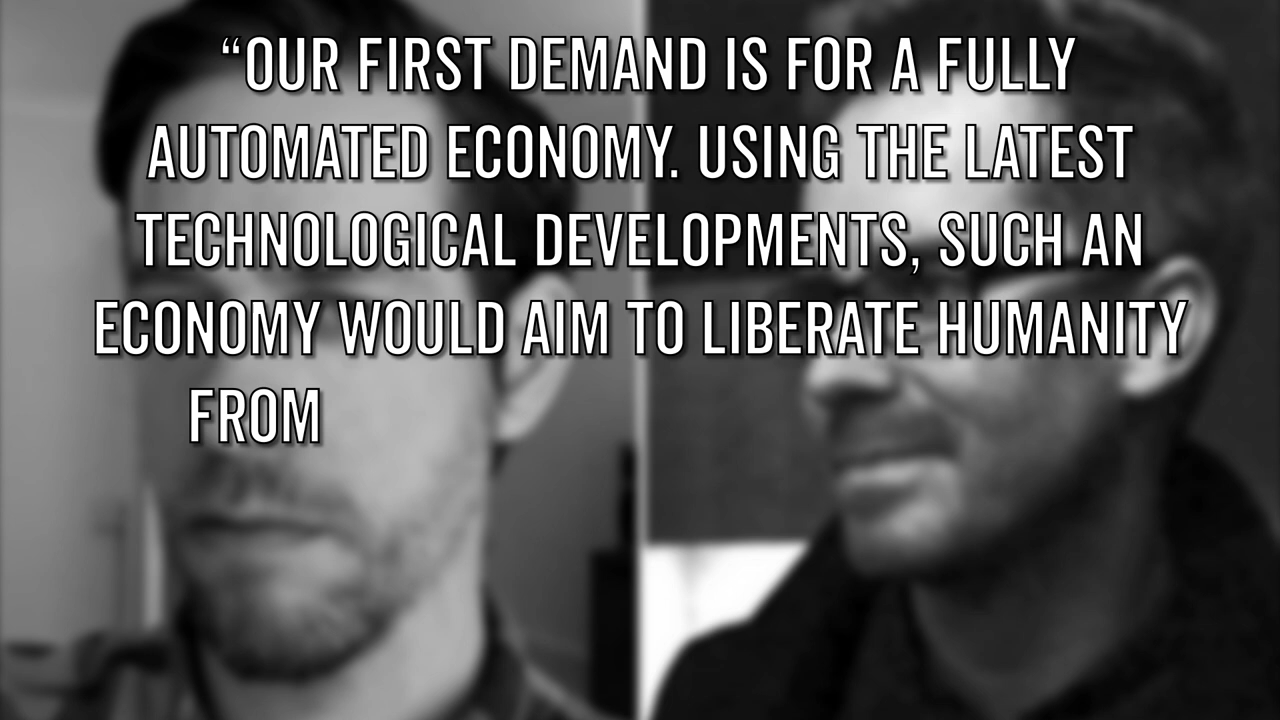 “OUR FIRST DEMAND IS FOR A FULLY
AUTOMATED ECONOMY. USING THE LATEST
TECHNOLOGICAL DEVELOPMENTS, SUCH AN
ECONOMY WOULD AIM TO LIBERATE HUMANITY
FROM